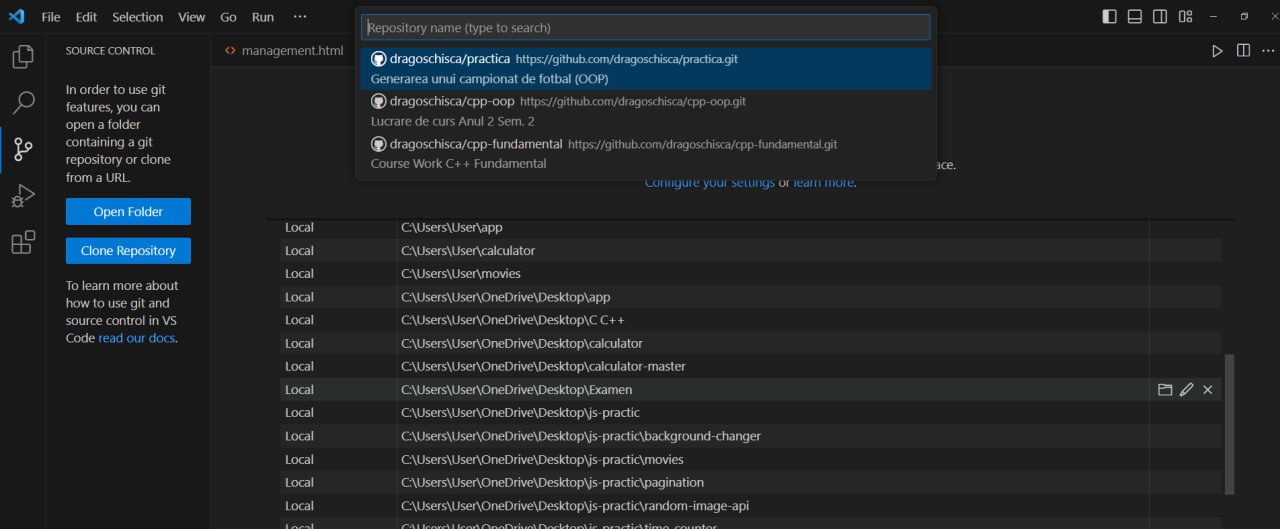 File Edit Selection View Go Run ···
Repository name (type to search)
dragoschisca/practica https://github.com/dragoschisca/practica.git
Generarea unui campionat de fotbal (OOP)
dragoschisca/cpp-oop https://github.com/dragoschisca/cpp-oop.git
Lucrare de curs Anul 2 Sem. 2
dragoschisca/cpp-fundamental https://github.com/dragoschisca/cpp-fundamental.git
Course Work C++ Fundamental
SOURCE CONTROL
In order to use git
features, you can
open a folder
containing a git
repository or clone
from a URL.
Open Folder
Clone Repository
To learn more about
how to use git and
source control in VS
Code read our docs.
<> management.html
ace.
Configure your settings or learn more.
Local C:\Users\User\app
Local C:\Users\User\calculator
Local C:\Users\User\movies
Local C:\Users\User\OneDrive\Desktop\app
Local C:\Users\User\OneDrive\Desktop\C C++
Local C:\Users\User\OneDrive\Desktop\calculator
Local C:\Users\User\OneDrive\Desktop\calculator-master
Local C:\Users\User\OneDrive\Desktop\Examen
Local C:\Users\User\OneDrive\Desktop\js-practic
Local C:\Users\User\OneDrive\Desktop\js-practic\background-changer
Local C:\Users\User\OneDrive\Desktop\js-practic\movies
Local C:\Users\User\OneDrive\Desktop\js-practic\pagination
Local C:\Users\User\OneDrive\Desktop\js-practic\random-image-api
Local C:\Users\User\OneDrive\Desktop\js-practic\time_counter